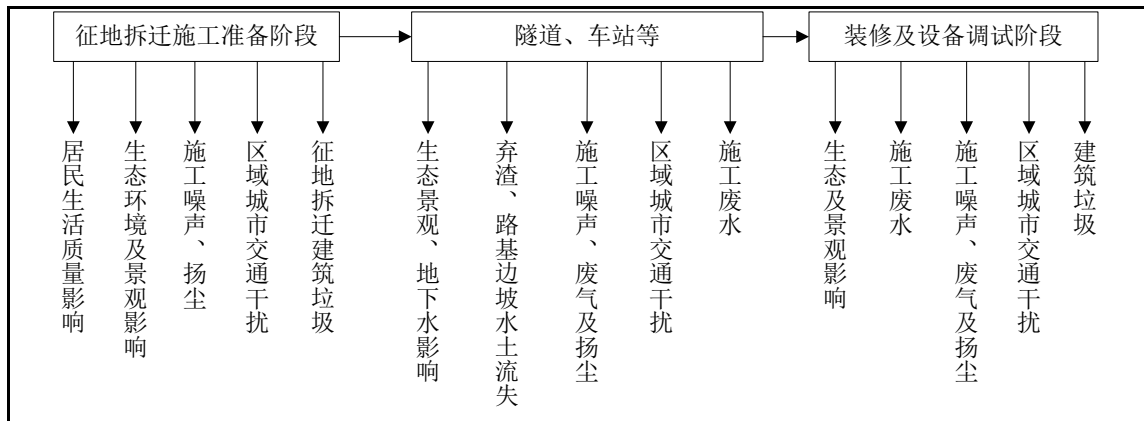 征地拆迁施工准备阶段
隧道、车站等
装修及设备调试阶段
居民生活质量影响
生态环境及景观影响
施工噪声、扬尘
区域城市交通干扰
征地拆迁建筑垃圾
生态景观、地下水影响
弃渣、路基边坡水土流失
施工噪声、废气及扬尘
区域城市交通干扰
施工废水
生态及景观影响
施工废水
施工噪声、废气及扬尘
区域城市交通干扰
建筑垃圾